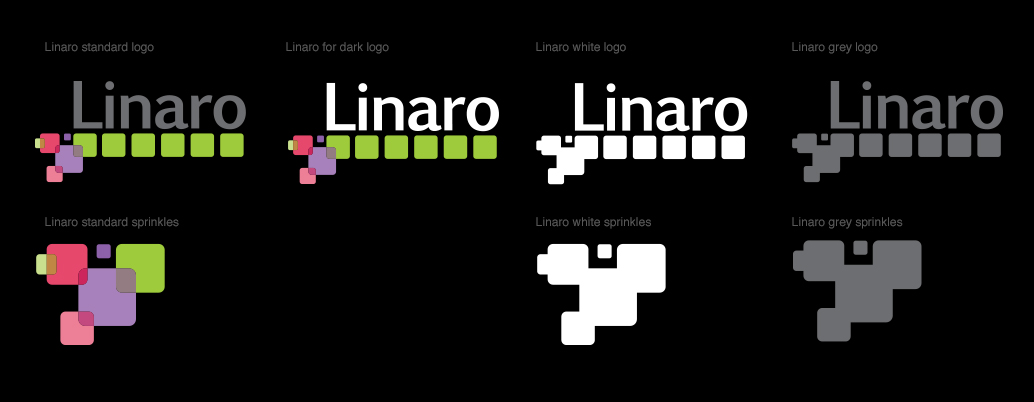 Linaro standard logo
Linaro for dark logo
Linaro white logo
Linaro grey logo
Linaro
Linaro
Linaro
Linaro
Linaro standard sprinkles
Linaro white sprinkles
Linaro grey sprinkles